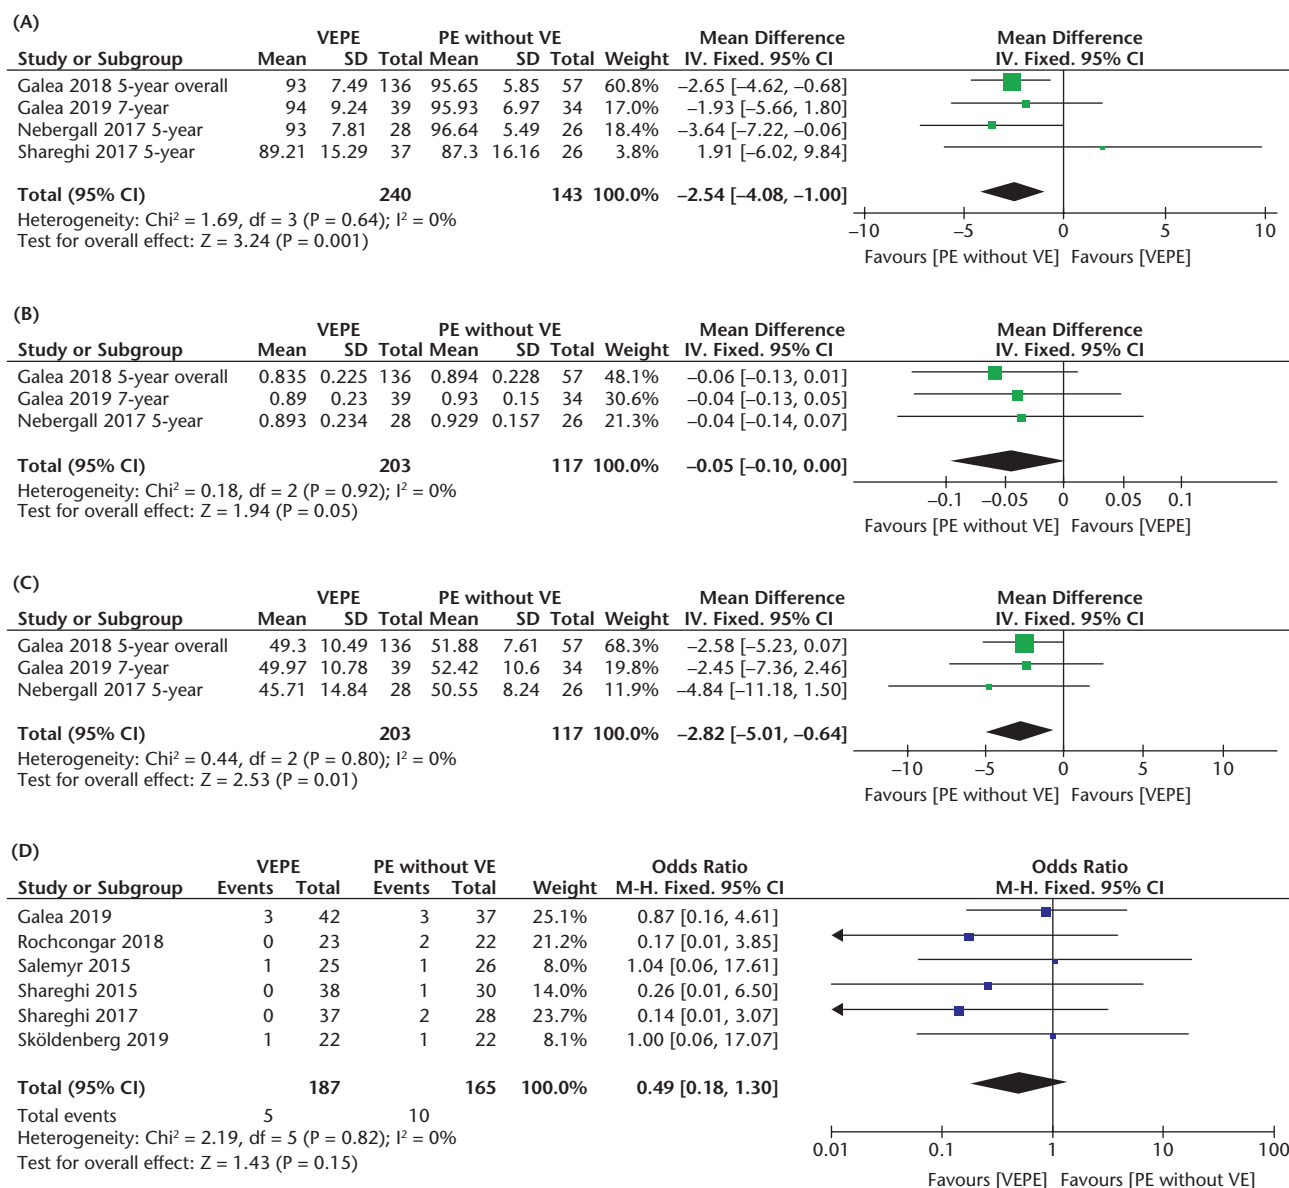 (A)
VEPE PE without VE Mean Difference Mean Difference
Study or Subgroup Mean SD Total Mean SD Total Weight IV. Fixed. 95% CI IV. Fixed. 95% CI
Galea 2018 5-year overall 93 7.49 136 95.65 5.85 57 60.8% −2.65 [−4.62, −0.68]
Galea 2019 7-year 94 9.24 39 95.93 6.97 34 17.0% −1.93 [−5.66, 1.80]
Nebergall 2017 5-year 93 7.81 28 96.64 5.49 26 18.4% −3.64 [−7.22, −0.06]
Shareghi 2017 5-year 89.21 15.29 37 87.3 16.16 26 3.8% 1.91 [−6.02, 9.84]
Total (95% CI) 240 143 100.0% −2.54 [−4.08, −1.00]
Heterogeneity: Chi² = 1.69, df = 3 (P = 0.64); I² = 0%
Test for overall effect: Z = 3.24 (P = 0.001)
−10 −5 0 5 10
Favours [PE without VE] Favours [VEPE]
(B)
VEPE PE without VE Mean Difference Mean Difference
Study or Subgroup Mean SD Total Mean SD Total Weight IV. Fixed. 95% CI IV. Fixed. 95% CI
Galea 2018 5-year overall 0.835 0.225 136 0.894 0.228 57 48.1% −0.06 [−0.13, 0.01]
Galea 2019 7-year 0.89 0.23 39 0.93 0.15 34 30.6% −0.04 [−0.13, 0.05]
Nebergall 2017 5-year 0.893 0.234 28 0.929 0.157 26 21.3% −0.04 [−0.14, 0.07]
Total (95% CI) 203 117 100.0% −0.05 [−0.10, 0.00]
Heterogeneity: Chi² = 0.18, df = 2 (P = 0.92); I² = 0%
Test for overall effect: Z = 1.94 (P = 0.05)
−0.1 −0.05 0 0.05 0.1
Favours [PE without VE] Favours [VEPE]
(C)
VEPE PE without VE Mean Difference Mean Difference
Study or Subgroup Mean SD Total Mean SD Total Weight IV. Fixed. 95% CI IV. Fixed. 95% CI
Galea 2018 5-year overall 49.3 10.49 136 51.88 7.61 57 68.3% −2.58 [−5.23, 0.07]
Galea 2019 7-year 49.97 10.78 39 52.42 10.6 34 19.8% −2.45 [−7.36, 2.46]
Nebergall 2017 5-year 45.71 14.84 28 50.55 8.24 26 11.9% −4.84 [−11.18, 1.50]
Total (95% CI) 203 117 100.0% −2.82 [−5.01, −0.64]
Heterogeneity: Chi² = 0.44, df = 2 (P = 0.80); I² = 0%
Test for overall effect: Z = 2.53 (P = 0.01)
−10 −5 0 5 10
Favours [PE without VE] Favours [VEPE]
(D)
VEPE PE without VE Odds Ratio Odds Ratio
Study or Subgroup Events Total Events Total Weight M-H. Fixed. 95% CI M-H. Fixed. 95% CI
Galea 2019 3 42 3 37 25.1% 0.87 [0.16, 4.61]
Rochcongar 2018 0 23 2 22 21.2% 0.17 [0.01, 3.85]
Salemyr 2015 1 25 1 26 8.0% 1.04 [0.06, 17.61]
Shareghi 2015 0 38 1 30 14.0% 0.26 [0.01, 6.50]
Shareghi 2017 0 37 2 28 23.7% 0.14 [0.01, 3.07]
Sköldenberg 2019 1 22 1 22 8.1% 1.00 [0.06, 17.07]
Total (95% CI) 187 165 100.0% 0.49 [0.18, 1.30]
Total events 5 10
Heterogeneity: Chi² = 2.19, df = 5 (P = 0.82); I² = 0%
Test for overall effect: Z = 1.43 (P = 0.15)
0.01 0.1 1 10 100
Favours [VEPE] Favours [PE without VE]